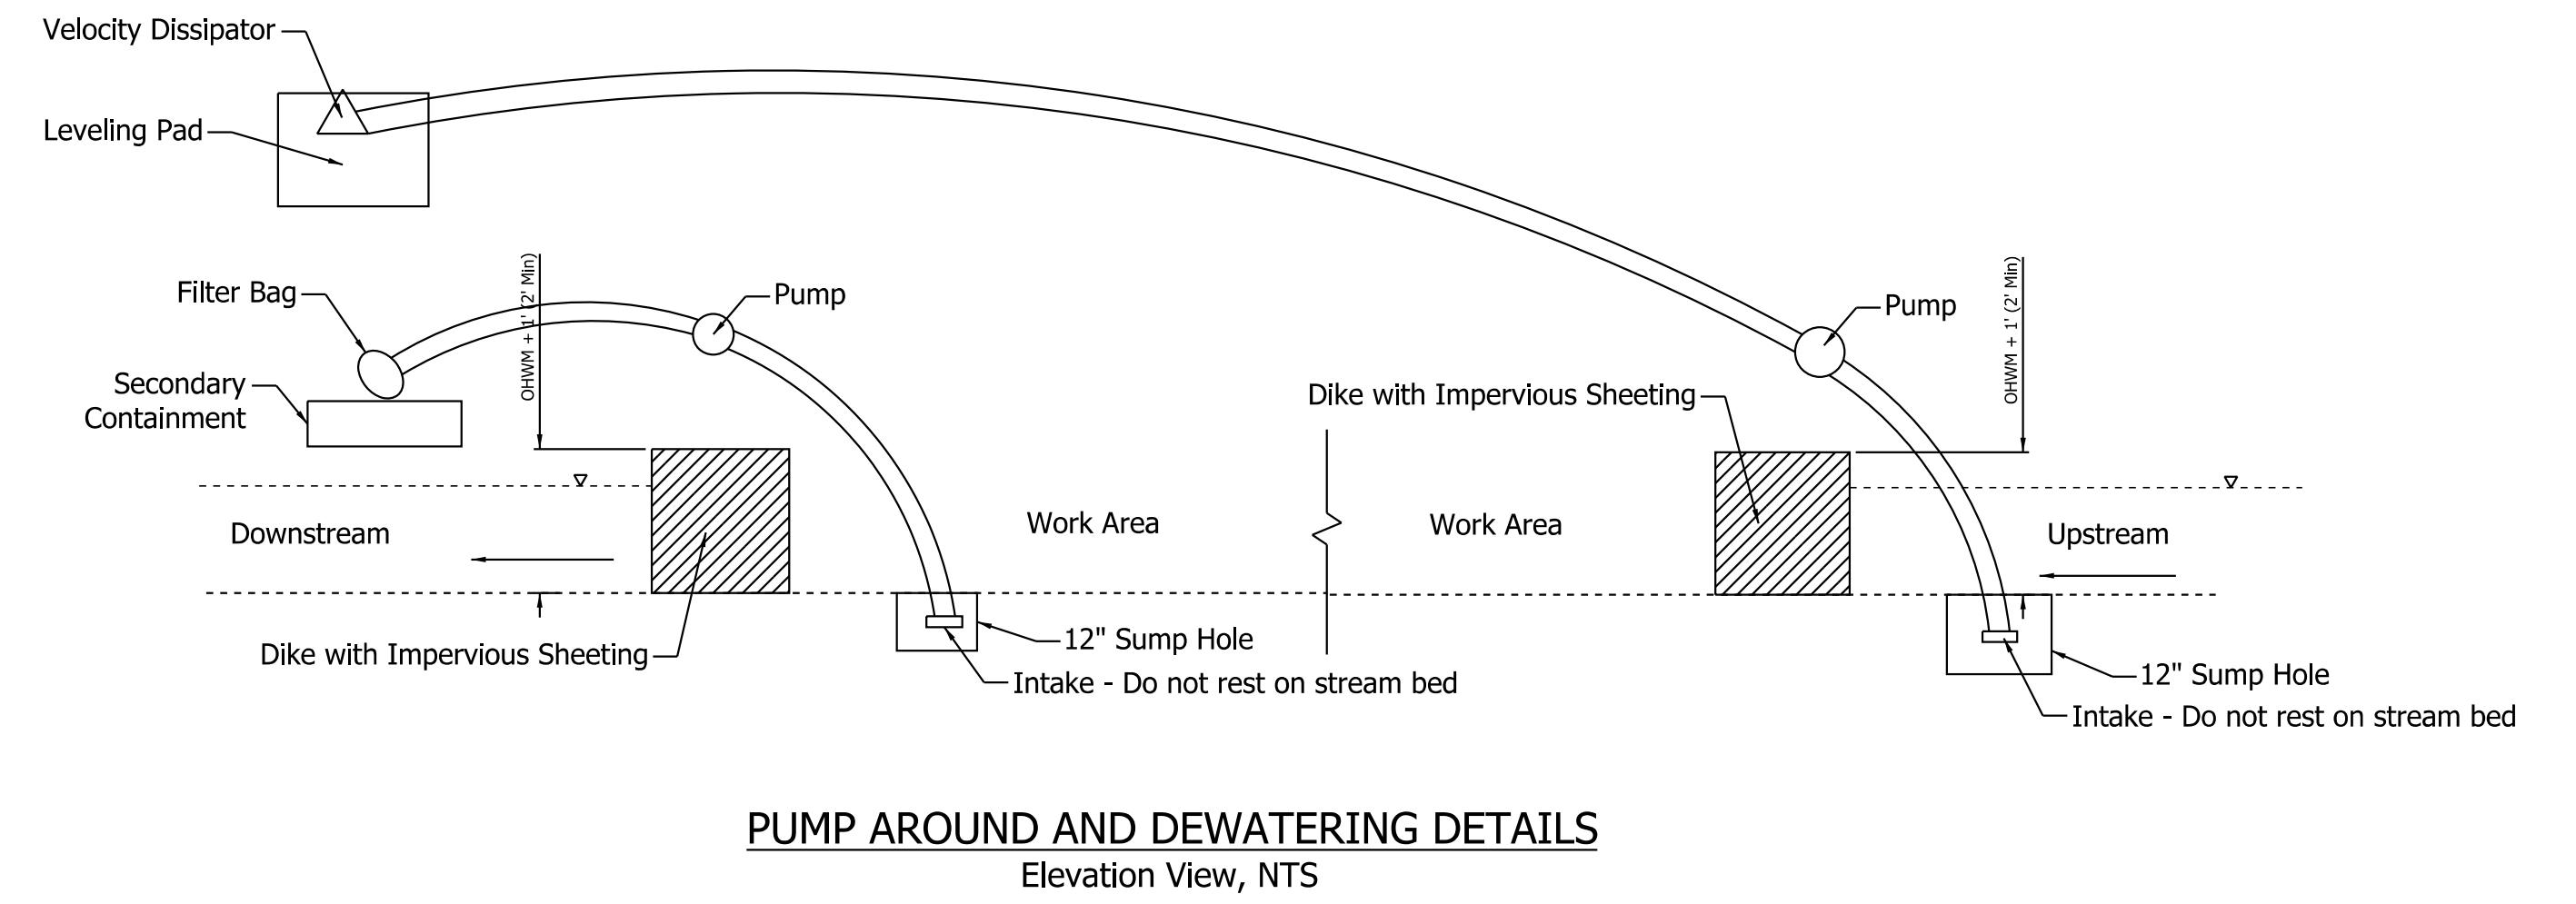 Velocity Dissipator
Leveling Pad
Filter Bag
OHWM + 1' (2' Min)
Pump
Pump
OHWM + 1' (2' Min)
Secondary
Containment
Dike with Impervious Sheeting
Downstream
Work Area
Work Area
Upstream
Dike with Impervious Sheeting
12" Sump Hole
Intake - Do not rest on stream bed
12" Sump Hole
Intake - Do not rest on stream bed
PUMP AROUND AND DEWATERING DETAILS
Elevation View, NTS